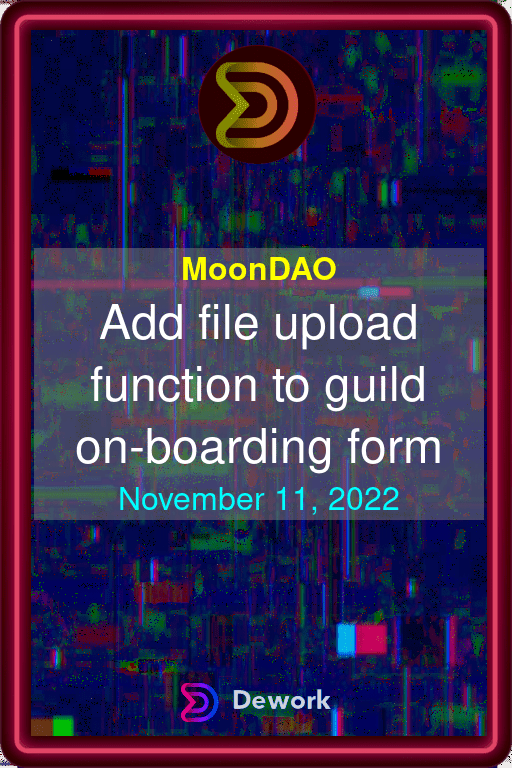 MoonDAO
Add file upload
function to guild
on-boarding form
November 11, 2022
Dework